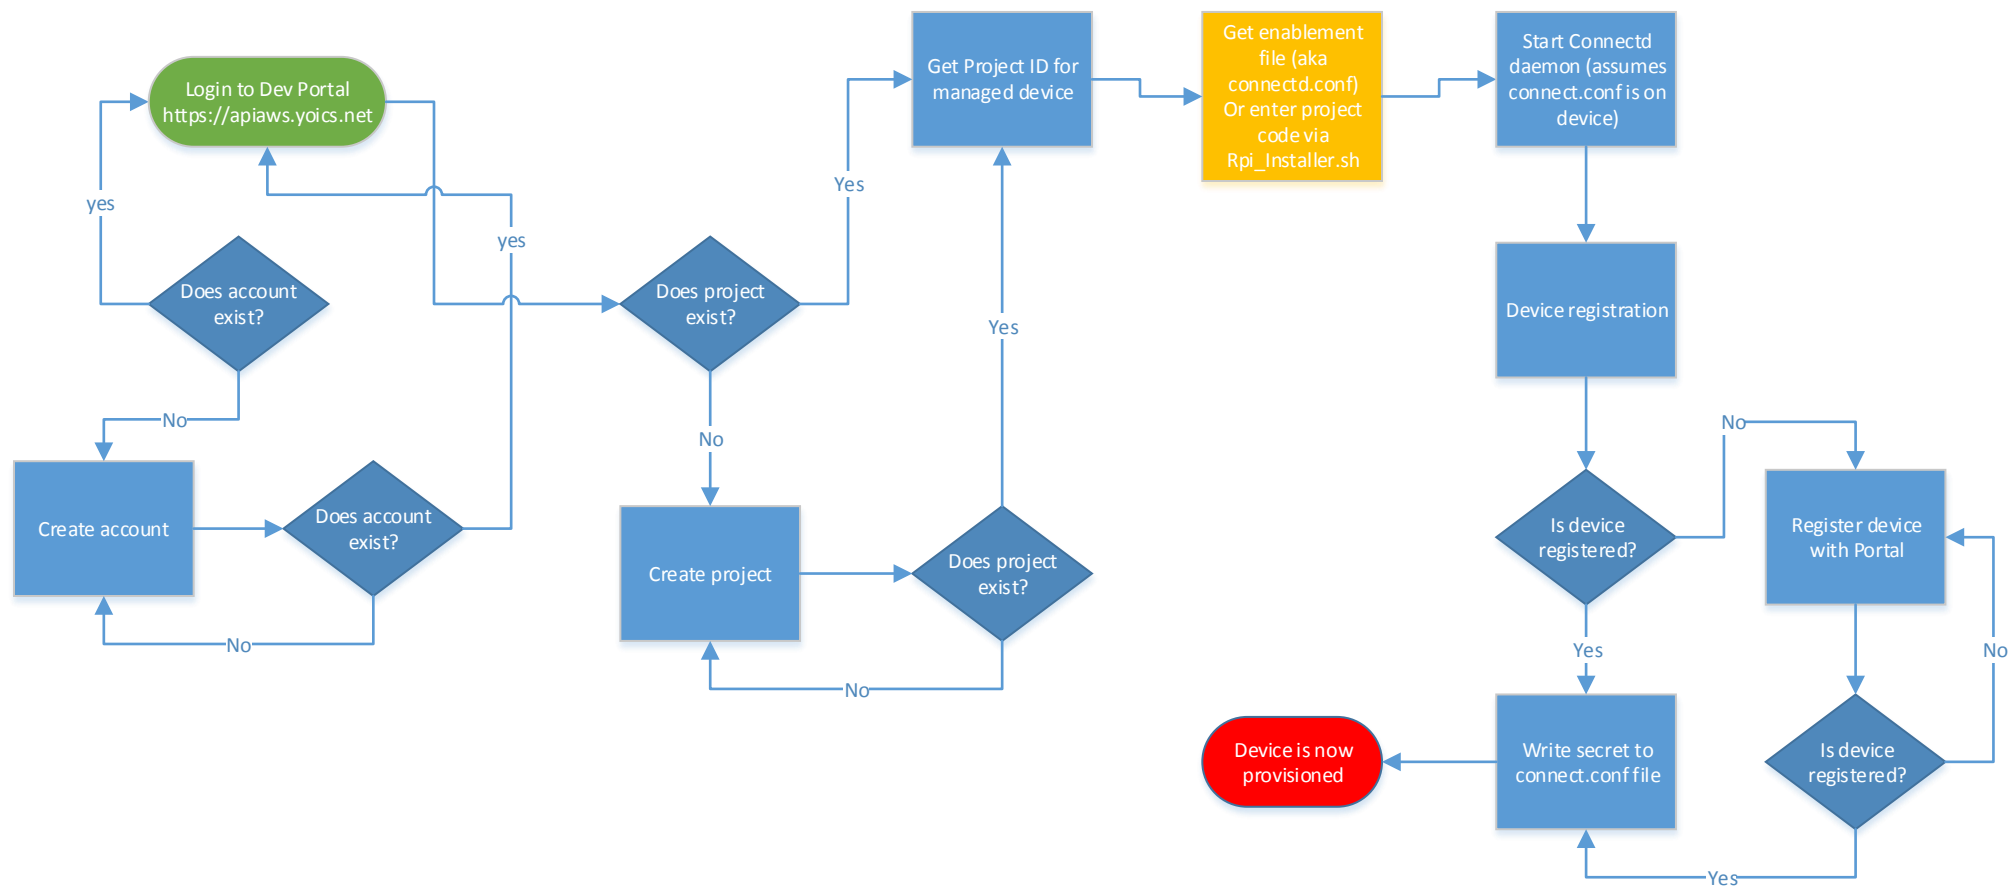 Login to Dev Portal
https://apiaws.yoics.net
yes
Does account
exist?
No
Create account
Does account
exist?
yes
No
Does project
exist?
Yes
No
Create project
Does project
exist?
Yes
No
Get Project ID for
managed device
Get enablement
file (aka
connectd.conf)
Or enter project
code via
Rpi_Installer.sh
Start Connectd
daemon (assumes
connect.conf is on
device)
Device registration
Is device
registered?
No
Yes
Register device
with Portal
Is device
registered?
No
Yes
Write secret to
connect.conf file
Device is now
provisioned